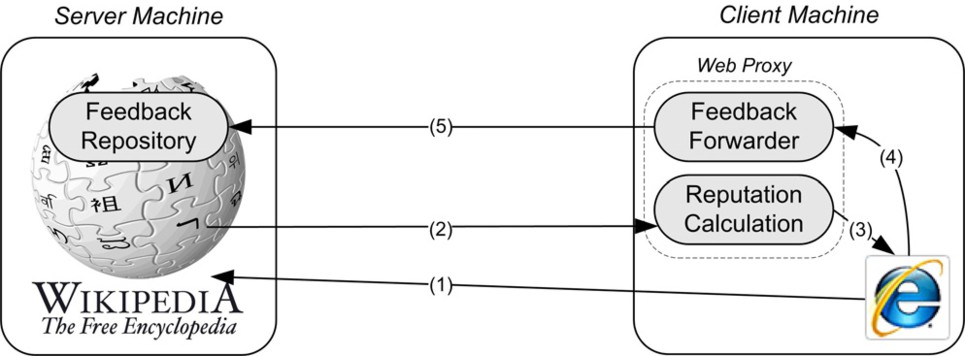 Server Machine
Client Machine
Web Proxy
Feedback
Repository
(5)
Feedback
Forwarder
(4)
И
祖
Reputation
Calculation
(2)
(3)
(1)
WIKIPEDIA
The Free Encyclopedia